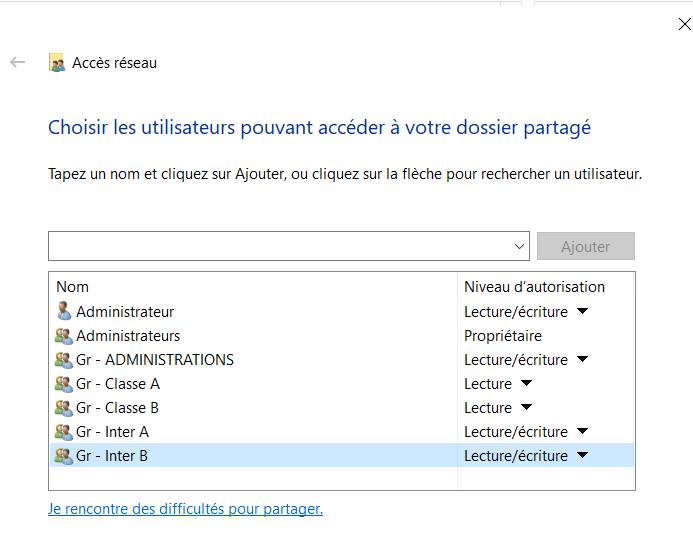 Accès réseau
Choisir les utilisateurs pouvant accéder à votre dossier partagé
Tapez un nom et cliquez sur Ajouter, ou cliquez sur la flèche pour rechercher un utilisateur.
Ajouter
Nom Niveau d'autorisation
Administrateur Lecture/écriture
Administrateurs Propriétaire
Gr - ADMINISTRATIONS Lecture/écriture
Gr - Classe A Lecture
Gr - Classe B Lecture
Gr - Inter A Lecture/écriture
Gr - Inter B Lecture/écriture
Je rencontre des difficultés pour partager.